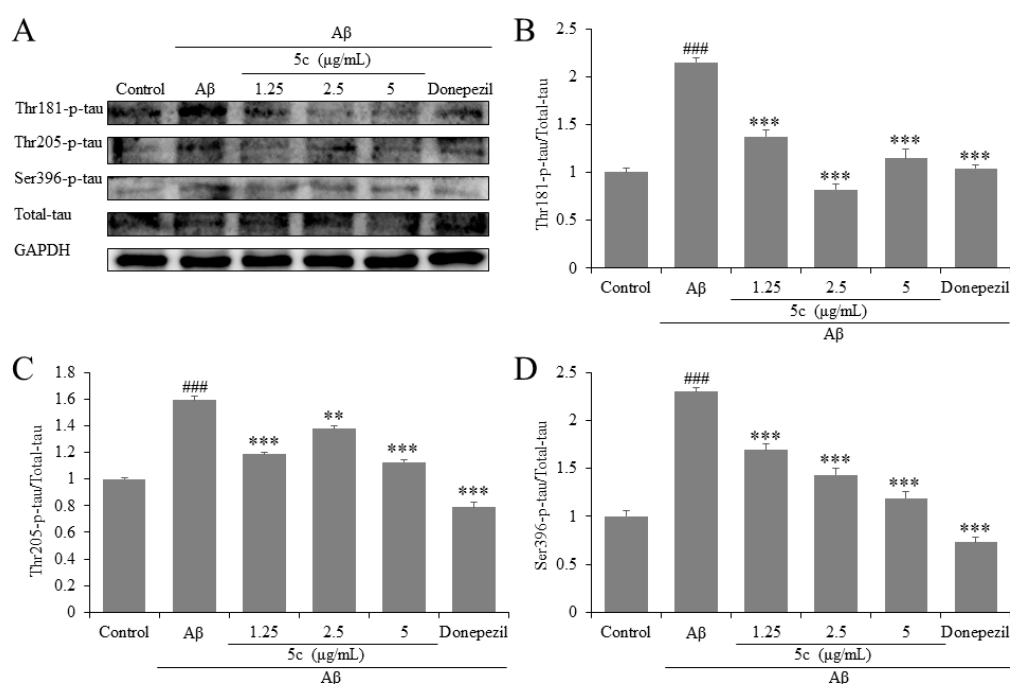 A
Aβ
5c (μg/mL)
Control Aβ 1.25 2.5 5 Donepezil
Thr181-p-tau
Thr205-p-tau
Ser396-p-tau
Total-tau
GAPDH
B
Thr181-p-tau/Total-tau
2.5
2
1.5
1
0.5
0
###
***
***
***
***
Control Aβ 1.25 2.5 5 Donepezil
5c (μg/mL)
Aβ
C
Thr205-p-tau/Total-tau
1.8
1.6
1.4
1.2
1
0.8
0.6
0.4
0.2
0
###
***
**
***
***
Control Aβ 1.25 2.5 5 Donepezil
5c (μg/mL)
Aβ
D
Ser396-p-tau/Total-tau
2.5
2
1.5
1
0.5
0
###
***
***
***
***
Control Aβ 1.25 2.5 5 Donepezil
5c (μg/mL)
Aβ